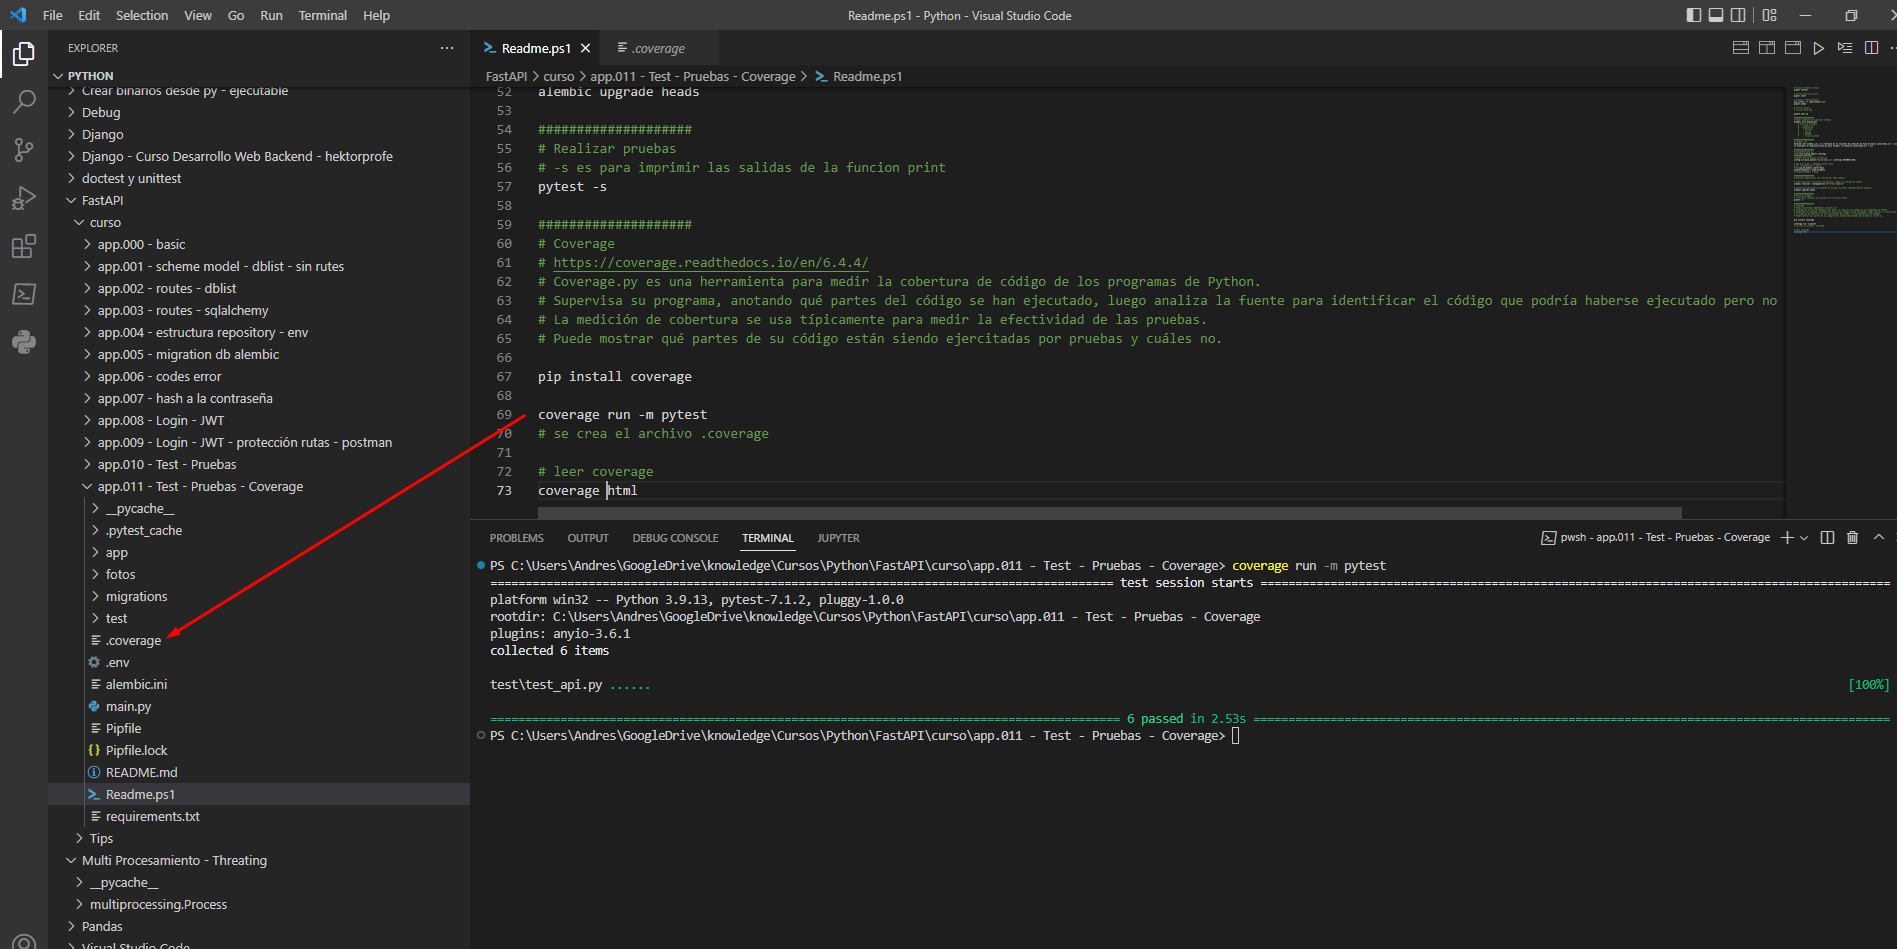 File Edit Selection View Go Run Terminal Help
Readme.ps1 - Python - Visual Studio Code
EXPLORER
PYTHON
Crear binarios desde py - ejecutable
Debug
Django
Django - Curso Desarrollo Web Backend - hektorprofe
doctest y unittest
FastAPI
curso
app.000 - basic
app.001 - scheme model - dblist - sin rutes
app.002 - routes - dblist
app.003 - routes - sqlalchemy
app.004 - estructura repository - env
app.005 - migration db alembic
app.006 - codes error
app.007 - hash a la contraseña
app.008 - Login - JWT
app.009 - Login - JWT - protección rutas - postman
app.010 - Test - Pruebas
app.011 - Test - Pruebas - Coverage
__pycache__
.pytest_cache
app
fotos
migrations
test
.coverage
.env
alembic.ini
main.py
Pipfile
Pipfile.lock
README.md
Readme.ps1
requirements.txt
Tips
Multi Procesamiento - Threating
__pycache__
multiprocessing.Process
Pandas
Visual Studio Code
Readme.ps1 .coverage
FastAPI > curso > app.011 - Test - Pruebas - Coverage > Readme.ps1
52 alembic upgrade heads
53
54 ####################
55 # Realizar pruebas
56 # -s es para imprimir las salidas de la funcion print
57 pytest -s
58
59 ####################
60 # Coverage
61 # https://coverage.readthedocs.io/en/6.4.4/
62 # Coverage.py es una herramienta para medir la cobertura de código de los programas de Python.
63 # Supervisa su programa, anotando qué partes del código se han ejecutado, luego analiza la fuente para identificar el código que podría haberse ejecutado pero no
64 # La medición de cobertura se usa típicamente para medir la efectividad de las pruebas.
65 # Puede mostrar qué partes de su código están siendo ejercitadas por pruebas y cuáles no.
66
67 pip install coverage
68
69 coverage run -m pytest
70 # se crea el archivo .coverage
71
72 # leer coverage
73 coverage html
PROBLEMS OUTPUT DEBUG CONSOLE TERMINAL JUPYTER
pwsh - app.011 - Test - Pruebas - Coverage
PS C:\Users\Andres\GoogleDrive\knowledge\Cursos\Python\FastAPI\curso\app.011 - Test - Pruebas - Coverage> coverage run -m pytest
======================================== test session starts ========================================
platform win32 -- Python 3.9.13, pytest-7.1.2, pluggy-1.0.0
rootdir: C:\Users\Andres\GoogleDrive\knowledge\Cursos\Python\FastAPI\curso\app.011 - Test - Pruebas - Coverage
plugins: anyio-3.6.1
collected 6 items
test\test_api.py ...... [100%]
======================================== 6 passed in 2.53s ========================================
PS C:\Users\Andres\GoogleDrive\knowledge\Cursos\Python\FastAPI\curso\app.011 - Test - Pruebas - Coverage>